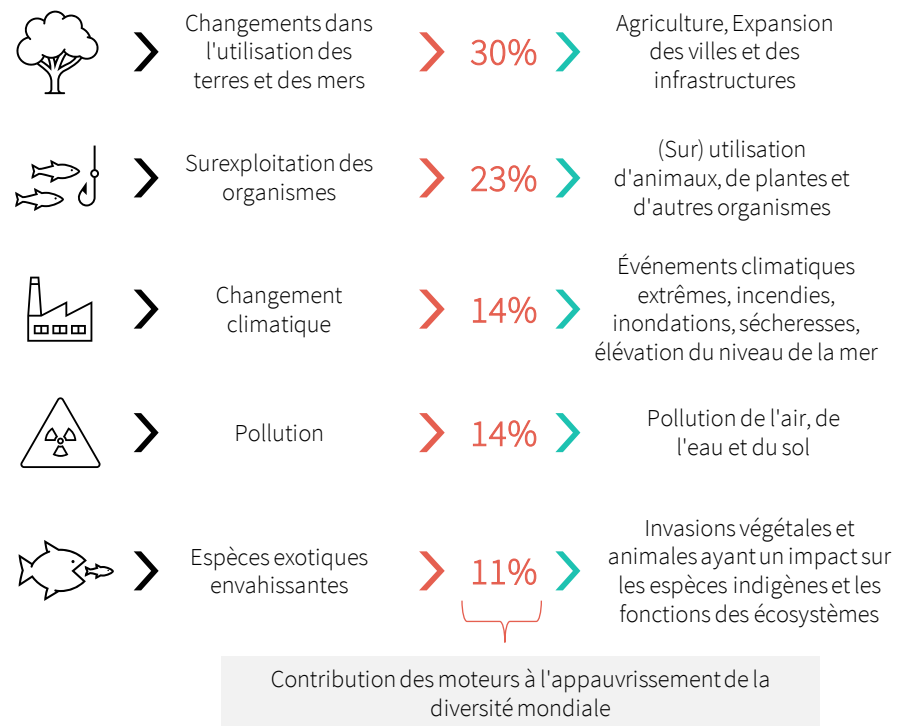 Changements dans
l'utilisation des
terres et des mers
30%
Agriculture, Expansion
des villes et des
infrastructures
Surexploitation des
organismes
23%
(Sur) utilisation
d'animaux, de plantes et
d'autres organismes
Changement
climatique
14%
Événements climatiques
extrêmes, incendies,
inondations, sécheresses,
élévation du niveau de la mer
Pollution
14%
Pollution de l'air, de
l'eau et du sol
Espèces exotiques
envahissantes
11%
Invasions végétales et
animales ayant un impact sur
les espèces indigènes et les
fonctions des écosystèmes
Contribution des moteurs à l'appauvrissement de la
diversité mondiale